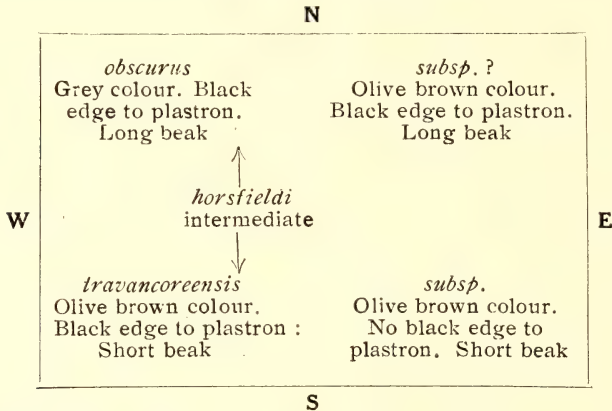 N
obscurus
Grey colour. Black
edge to plastron.
Long beak
subsp. ?
Olive brown colour.
Black edge to plastron.
Long beak
W
horsfieldi
intermediate
E
travancoreensis
Olive brown colour.
Black edge to plastron :
Short beak
subsp.
Olive brown colour.
No black edge to
plastron. Short beak
S